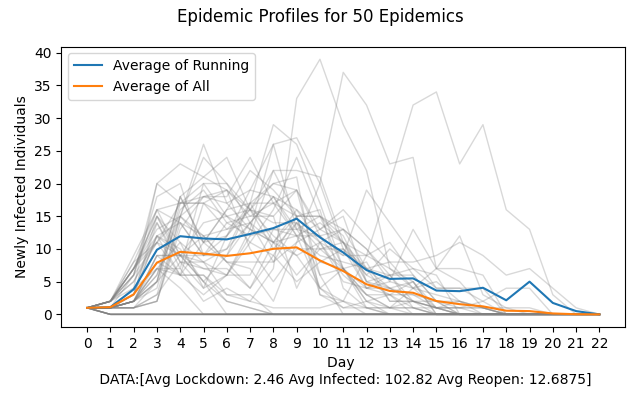 Epidemic Profiles for 50 Epidemics
Newly Infected Individuals
40
35
30
25
20
15
10
5
0
Average of Running
Average of All
0 1 2 3 4 5 6 7 8 9 10 11 12 13 14 15 16 17 18 19 20 21 22
Day
DATA:[Avg Lockdown: 2.46 Avg Infected: 102.82 Avg Reopen: 12.6875]